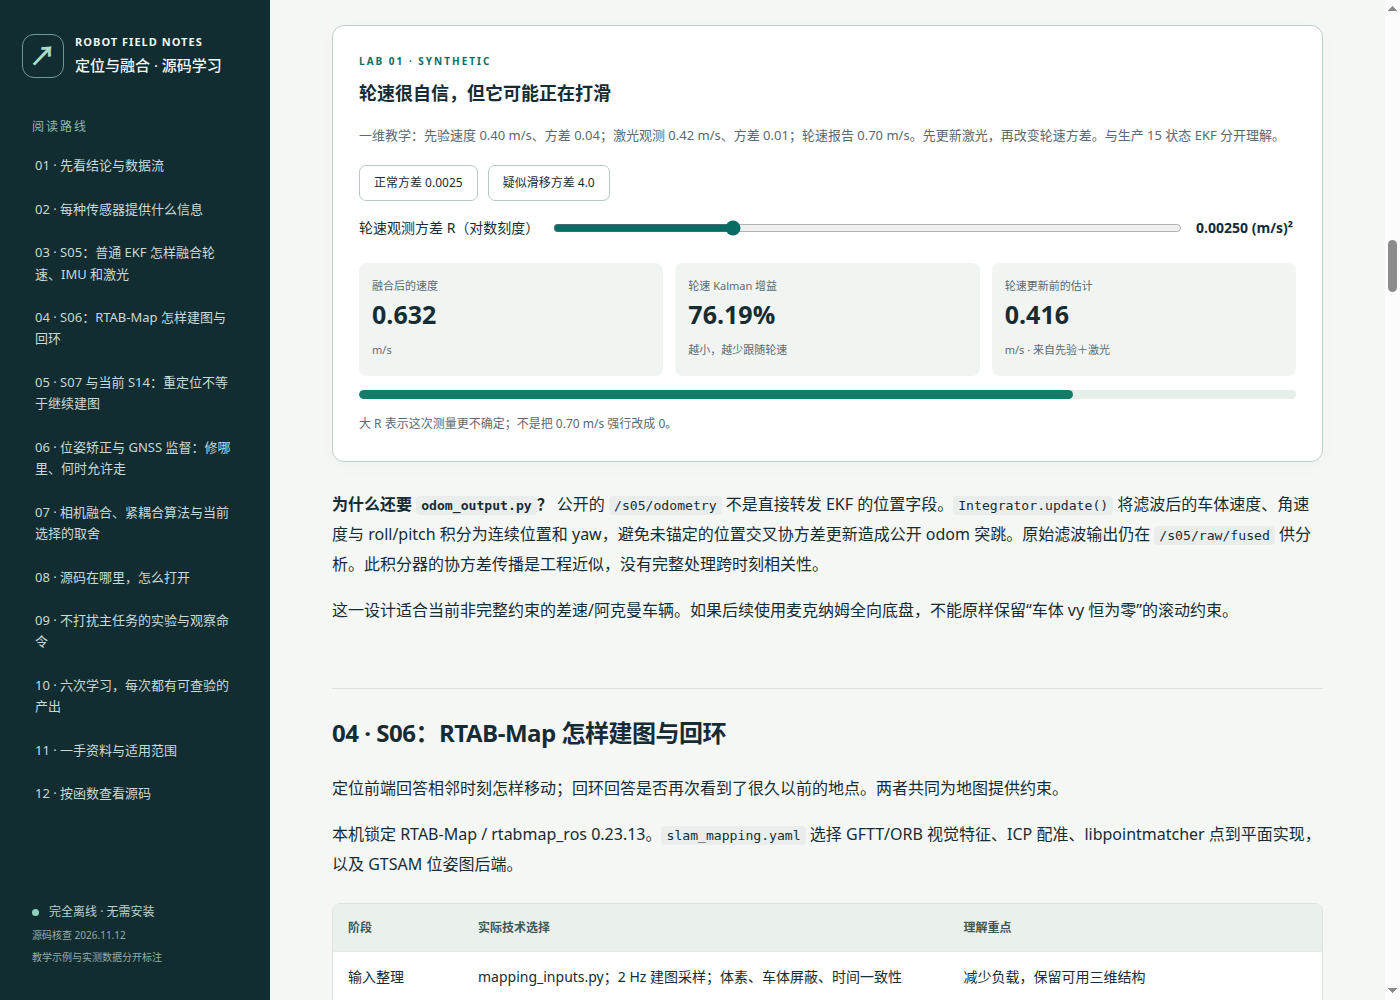 ROBOT FIELD NOTES
定位与融合 · 源码学习
阅读路线
01 · 先看结论与数据流
02 · 每种传感器提供什么信息
03 · S05：普通 EKF 怎样融合轮
速、IMU 和激光
04 · S06：RTAB-Map 怎样建图与
回环
05 · S07 与当前 S14：重定位不等
于继续建图
06 · 位姿矫正与 GNSS 监督：修哪
里、何时允许走
07 · 相机融合、紧耦合算法与当前
选择的取舍
08 · 源码在哪里，怎么打开
09 · 不打扰主任务的实验与观察命
令
10 · 六次学习，每次都有可查验的
产出
11 · 一手资料与适用范围
12 · 按函数查看源码
完全离线 · 无需安装
源码核查 2026.11.12
教学示例与实测数据分开标注
LAB 01 · SYNTHETIC
轮速很自信，但它可能正在打滑
一维教学：先验速度 0.40 m/s、方差 0.04；激光观测 0.42 m/s、方差 0.01；轮速报告 0.70 m/s。先更新激光，再改变轮速方差。与生产 15 状态 EKF 分开理解。
正常方差 0.0025
疑似滑移方差 4.0
轮速观测方差 R（对数刻度）
0.00250 (m/s)²
融合后的速度
0.632
m/s
轮速 Kalman 增益
76.19%
越小，越少跟随轮速
轮速更新前的估计
0.416
m/s · 来自先验＋激光
大 R 表示这次测量更不确定；不是把 0.70 m/s 强行改成 0。
为什么还要 odom_output.py？ 公开的 /s05/odometry 不是直接转发 EKF 的位置字段。Integrator.update() 将滤波后的车体速度、角速
度与 roll/pitch 积分为连续位置和 yaw，避免未锚定的位置交叉协方差更新造成公开 odom 突跳。原始滤波输出仍在 /s05/raw/fused 供分
析。此积分器的协方差传播是工程近似，没有完整处理跨时刻相关性。
这一设计适合当前非完整约束的差速/阿克曼车辆。如果后续使用麦克纳姆全向底盘，不能原样保留“车体 vy 恒为零”的滚动约束。
04 · S06：RTAB-Map 怎样建图与回环
定位前端回答相邻时刻怎样移动；回环回答是否再次看到了很久以前的地点。两者共同为地图提供约束。
本机锁定 RTAB-Map / rtabmap_ros 0.23.13。slam_mapping.yaml 选择 GFTT/ORB 视觉特征、ICP 配准、libpointmatcher 点到平面实现，
以及 GTSAM 位姿图后端。
阶段
实际技术选择
理解重点
输入整理
mapping_inputs.py；2 Hz 建图采样；体素、车体屏蔽、时间一致性
减少负载，保留可用三维结构